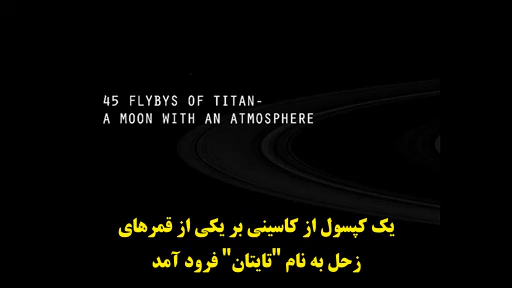 45 FLYBYS OF TITAN-
A MOON WITH AN ATMOSPHERE
یک کپسول از کاسینی بر یکی از قمرهای
زحل به نام "تایتان" فرود آمد